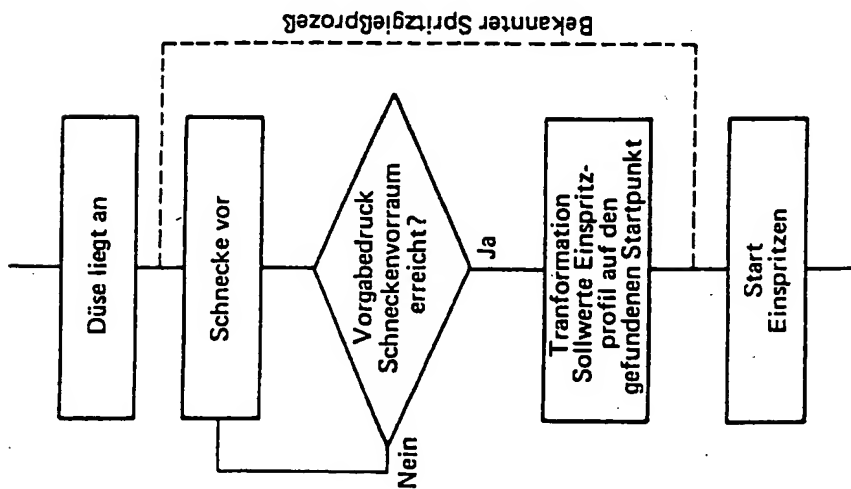 Düse liegt an
Schnecke vor
Vorgabedruck
Schneckenvorraum
erreicht?
Nein
Ja
Tranformation
Sollwerte Einspritz-
profil auf den
gefundenen Startpunkt
Start
Einspritzen
Bekannter Spritzgießprozeß